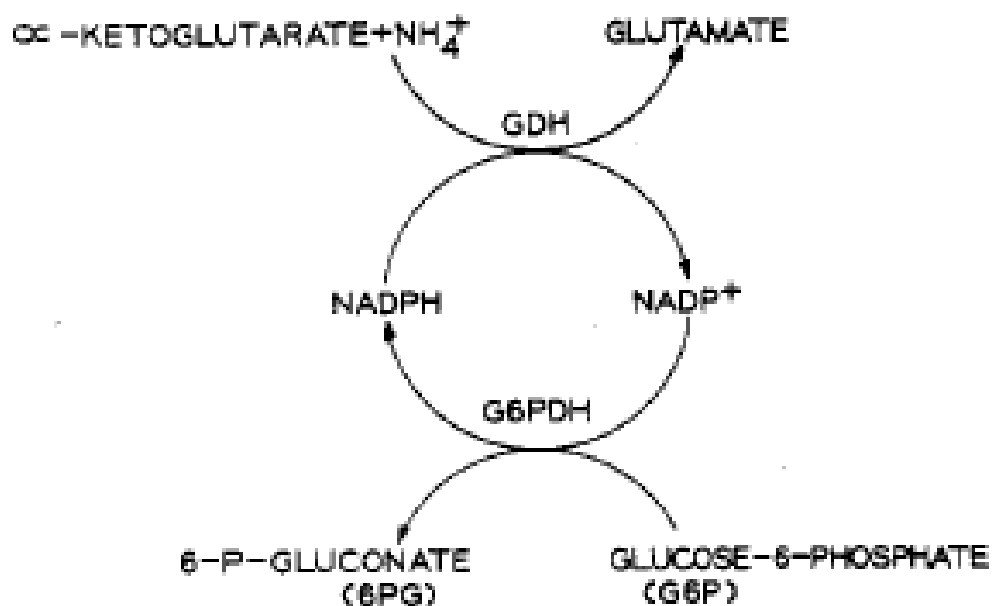 ∝-KETOGLUTARATE+NH₄⁺ GLUTAMATE
GDH
NADPH NADP⁺
G6PDH
6-P-GLUCONATE GLUCOSE-6-PHOSPHATE
(6PG) (G6P)